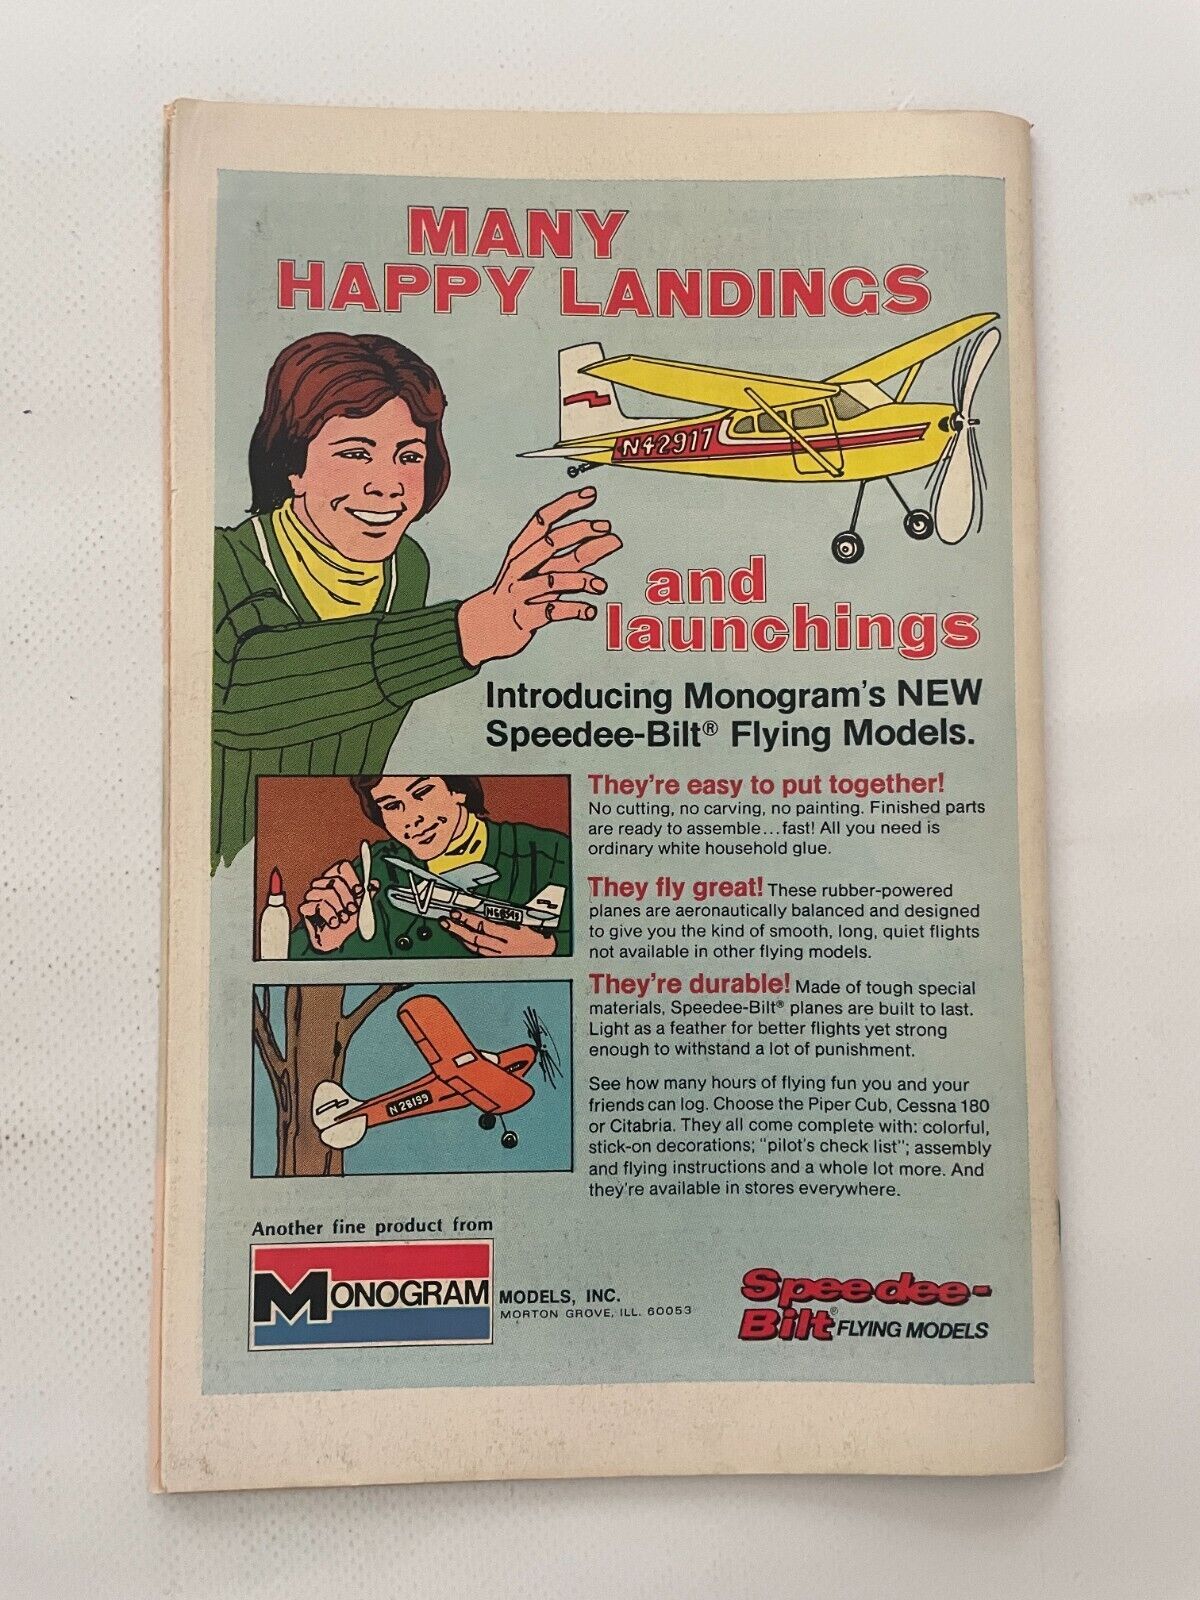 MANY
HAPPY LANDINGS
N42917
and
launchings
Introducing Monogram's NEW
Speedee-Bilt® Flying Models.
They're easy to put together!
No cutting, no carving, no painting. Finished parts
are ready to assemble...fast! All you need is
ordinary white household glue.
They fly great! These rubber-powered
planes are aeronautically balanced and designed
to give you the kind of smooth, long, quiet flights
not available in other flying models.
They're durable! Made of tough special
materials, Speedee-Bilt® planes are built to last.
Light as a feather for better flights yet strong
enough to withstand a lot of punishment.
N28199
See how many hours of flying fun you and your
friends can log. Choose the Piper Cub, Cessna 180
or Citabria. They all come complete with: colorful,
stick-on decorations; "pilot's check list"; assembly
and flying instructions and a whole lot more. And
they're available in stores everywhere.
Another fine product from
MONOGRAM MODELS, INC.
MORTON GROVE, ILL. 60053
Speedee-
Bilt® FLYING MODELS